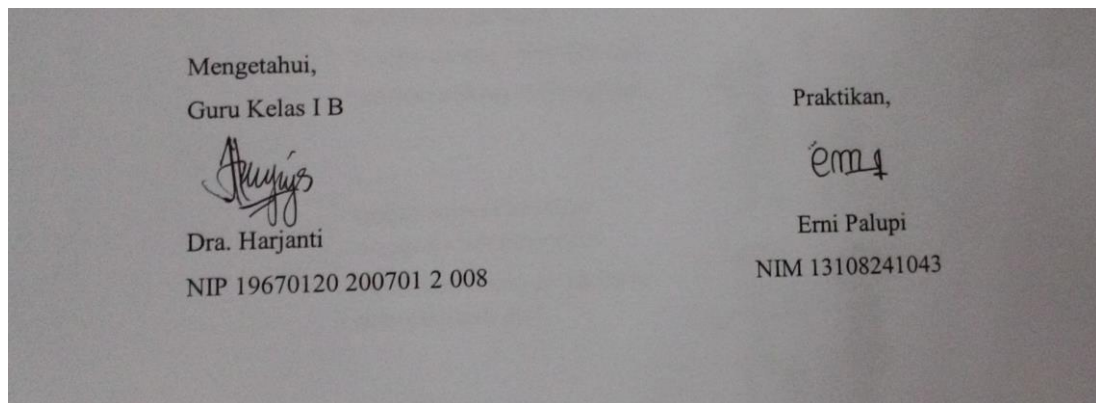 Mengetahui,
Guru Kelas I B
Dra. Harjanti
NIP 19670120 200701 2 008
Praktikan,
Erni Palupi
NIM 13108241043